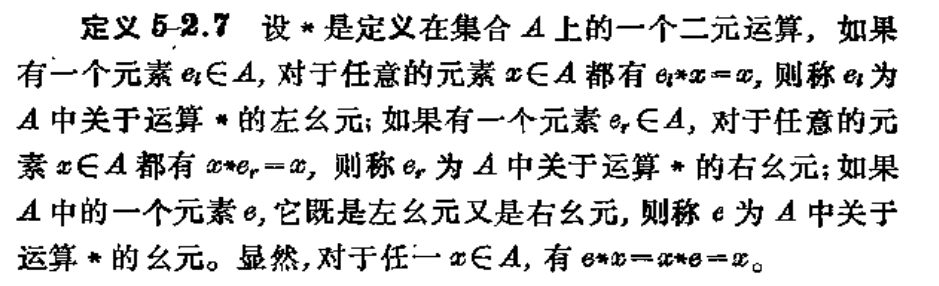 定义 5-2.7 设 * 是定义在集合 A 上的一个二元运算, 如果
有一个元素 eₗ∈A, 对于任意的元素 x∈A 都有 eₗ*x=x, 则称 eₗ 为
A 中关于运算 * 的左幺元; 如果有一个元素 eᵣ∈A, 对于任意的元
素 x∈A 都有 x*eᵣ=x, 则称 eᵣ 为 A 中关于运算 * 的右幺元; 如果
A 中的一个元素 e, 它既是左幺元又是右幺元, 则称 e 为 A 中关于
运算 * 的幺元。显然, 对于任一 x∈A, 有 e*x=x*e=x。